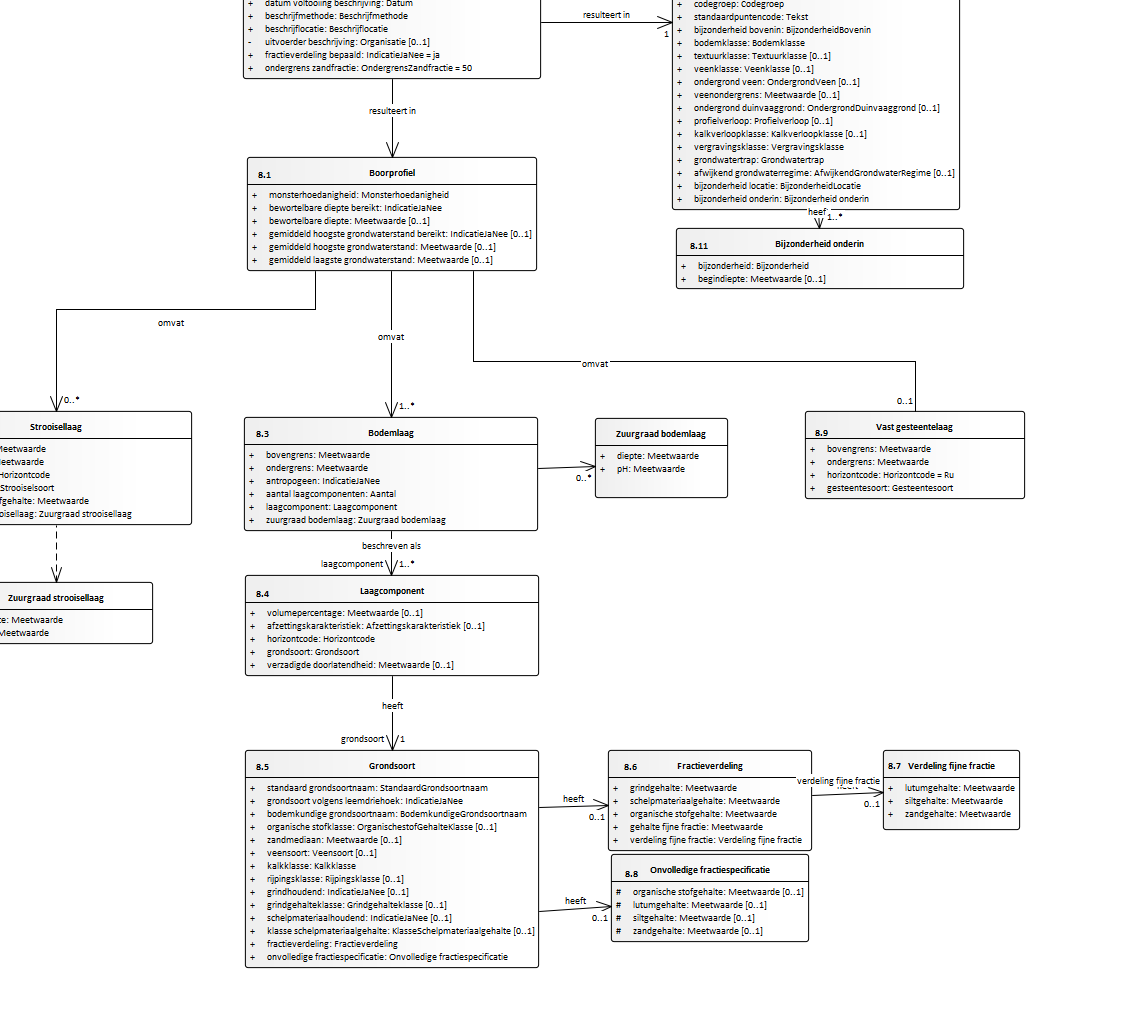 + datum voltooiing beschrijving: Datum
+ beschrijfmethode: Beschrijfmethode
+ beschrijflocatie: Beschrijflocatie
- uitvoerder beschrijving: Organisatie [0..1]
+ fractieverdeling bepaald: IndicatieJaNee = ja
+ ondergrens zandfractie: OndergrensZandfractie = 50
resulteert in
1
+ codegroep: Codegroep
+ standaardpuntencode: Tekst
+ bijzonderheid bovenin: BijzonderheidBovenin
+ bodemklasse: Bodemklasse
+ textuurklasse: Textuurklasse [0..1]
+ veenklasse: Veenklasse [0..1]
+ ondergrond veen: OndergrondVeen [0..1]
+ veenondergrens: Meetwaarde [0..1]
+ ondergrond duinvaaggrond: OndergrondDuinvaaggrond [0..1]
+ profielverloop: Profielverloop [0..1]
+ kalkverloopklasse: Kalkverloopklasse [0..1]
+ vergravingsklasse: Vergravingsklasse
+ grondwatertrap: Grondwatertrap
+ afwijkend grondwaterregime: AfwijkendGrondwaterRegime [0..1]
+ bijzonderheid locatie: BijzonderheidLocatie
+ bijzonderheid onderin: Bijzonderheid onderin
resulteert in
8.1 Boorprofiel
+ monsterhoedanigheid: Monsterhoedanigheid
+ bewortelbare diepte bereikt: IndicatieJaNee
+ bewortelbare diepte: Meetwaarde [0..1]
+ gemiddeld hoogste grondwaterstand bereikt: IndicatieJaNee [0..1]
+ gemiddeld hoogste grondwaterstand: Meetwaarde [0..1]
+ gemiddeld laagste grondwaterstand: Meetwaarde [0..1]
heef
1..*
8.11 Bijzonderheid onderin
+ bijzonderheid: Bijzonderheid
+ begindiepte: Meetwaarde [0..1]
omvat
omvat
omvat
0..*
1..*
0..1
Strooisellaag
Meetwaarde
Meetwaarde
Horizontcode
Strooiselsoort
fgehalte: Meetwaarde
oisellaag: Zuurgraad strooisellaag
8.3 Bodemlaag
+ bovengrens: Meetwaarde
+ ondergrens: Meetwaarde
+ antropogeen: IndicatieJaNee
+ aantal laagcomponenten: Aantal
+ laagcomponent: Laagcomponent
+ zuurgraad bodemlaag: Zuurgraad bodemlaag
0..*
Zuurgraad bodemlaag
+ diepte: Meetwaarde
+ pH: Meetwaarde
8.9 Vast gesteentelaag
+ bovengrens: Meetwaarde
+ ondergrens: Meetwaarde
+ horizontcode: Horizontcode = Ru
+ gesteentesoort: Gesteentesoort
beschreven als
laagcomponent 1..*
Zuurgraad strooisellaag
te: Meetwaarde
Meetwaarde
8.4 Laagcomponent
+ volumepercentage: Meetwaarde [0..1]
+ afzettingskarakteristiek: Afzettingskarakteristiek [0..1]
+ horizontcode: Horizontcode
+ grondsoort: Grondsoort
+ verzadigde doorlatendheid: Meetwaarde [0..1]
heeft
grondsoort 1
8.5 Grondsoort
+ standaard grondsoortnaam: StandaardGrondsoortnaam
+ grondsoort volgens leemdriehoek: IndicatieJaNee
+ bodemkundige grondsoortnaam: BodemkundigeGrondsoortnaam
+ organische stofklasse: OrganischestofGehalteKlasse [0..1]
+ zandmediaan: Meetwaarde [0..1]
+ veensoort: Veensoort [0..1]
+ kalkklasse: Kalkklasse
+ rijpingsklasse: Rijpingsklasse [0..1]
+ grindhoudend: IndicatieJaNee [0..1]
+ grindgehalteklasse: Grindgehalteklasse [0..1]
+ schelpmateriaalhoudend: IndicatieJaNee [0..1]
+ klasse schelpmateriaalgehalte: KlasseSchelpmateriaalgehalte [0..1]
+ fractieverdeling: Fractieverdeling
+ onvolledige fractiespecificatie: Onvolledige fractiespecificatie
heeft
0..1
8.6 Fractieverdeling
+ grindgehalte: Meetwaarde
+ schelpmateriaalgehalte: Meetwaarde
+ organische stofgehalte: Meetwaarde
+ gehalte fijne fractie: Meetwaarde
+ verdeling fijne fractie: Verdeling fijne fractie
verdeling fijne fractie
0..1
8.7 Verdeling fijne fractie
+ lutumgehalte: Meetwaarde
+ siltgehalte: Meetwaarde
+ zandgehalte: Meetwaarde
heeft
0..1
8.8 Onvolledige fractiespecificatie
# organische stofgehalte: Meetwaarde [0..1]
# lutumgehalte: Meetwaarde [0..1]
# siltgehalte: Meetwaarde [0..1]
# zandgehalte: Meetwaarde [0..1]